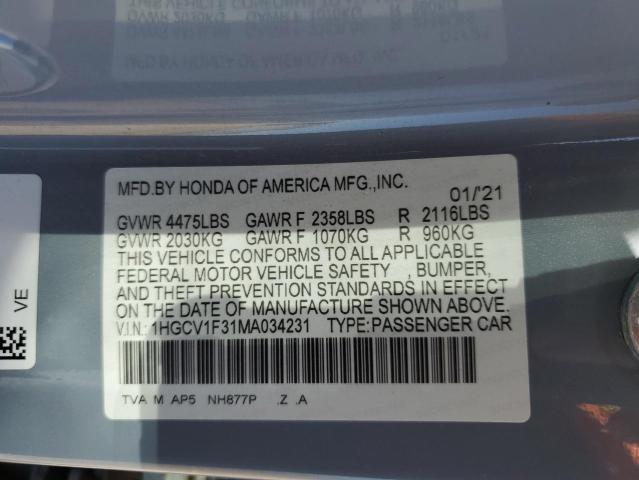 MFD.BY HONDA OF AMERICA MFG.,INC.
01/'21
GVWR 4475LBS GAWR F 2358LBS R 2116LBS
GVWR 2030KG GAWR F 1070KG R 960KG
THIS VEHICLE CONFORMS TO ALL APPLICABLE
FEDERAL MOTOR VEHICLE SAFETY , BUMPER,
AND THEFT PREVENTION STANDARDS IN EFFECT
ON THE DATE OF MANUFACTURE SHOWN ABOVE.
V.I.N.: 1HGCV1F31MA034231 TYPE:PASSENGER CAR
TVA M AP5 NH877P .Z .A
VE